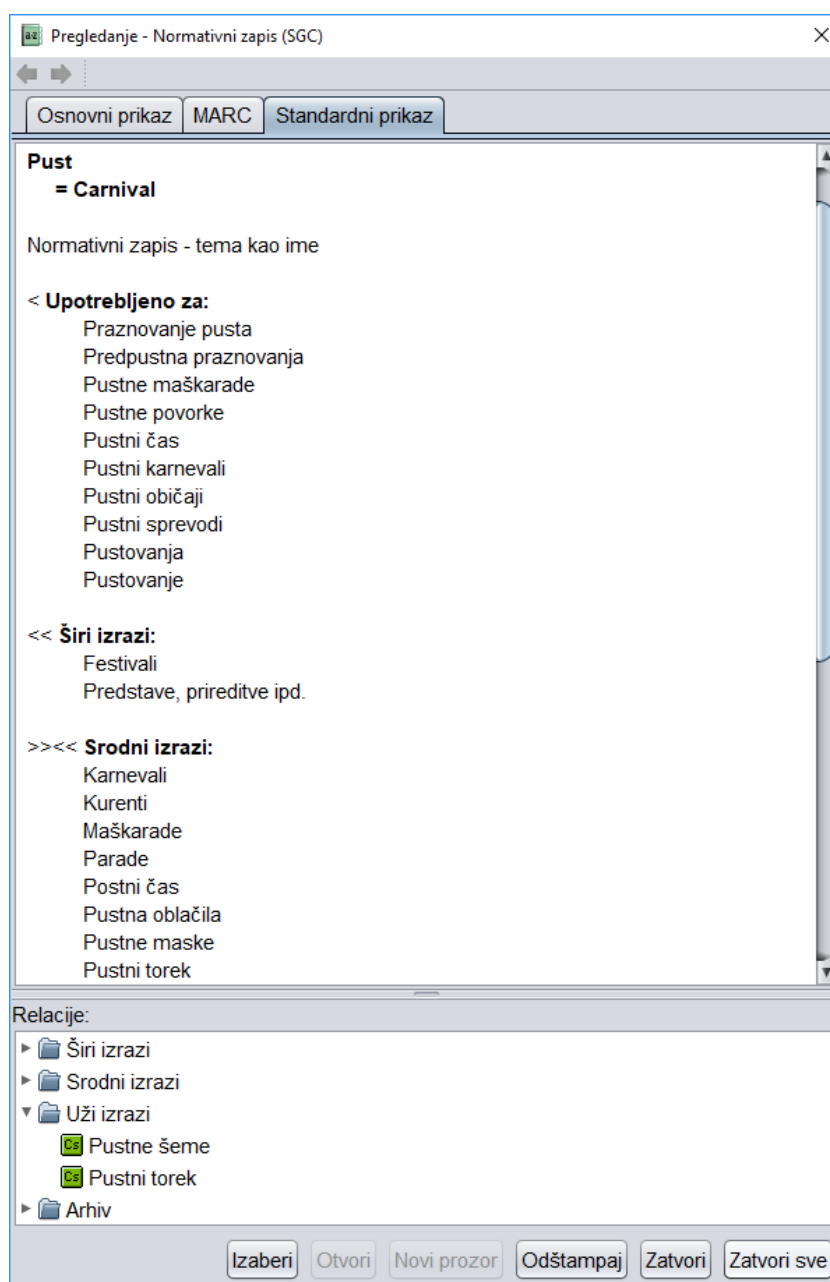 Pregledanje - Normativni zapis (SGC)
Osnovni prikaz MARC Standardni prikaz
Pust
= Carnival
Normativni zapis - tema kao ime
< Upotrebljeno za:
Praznovanje pusta
Predpustna praznovanja
Pustne maškarade
Pustne povorke
Pustni čas
Pustni karnevali
Pustni običaji
Pustni sprevodi
Pustovanja
Pustovanje
<< Širi izrazi:
Festivali
Predstave, prireditve ipd.
>><< Srodni izrazi:
Karnevali
Kurenti
Maškarade
Parade
Postni čas
Pustna oblačila
Pustne maske
Pustni torek
Relacije:
Širi izrazi
Srodni izrazi
Uži izrazi
Cs Pustne šeme
Cs Pustni torek
Arhiv
Izaberi Otvori Novi prozor Odštampaj Zatvori Zatvori sve